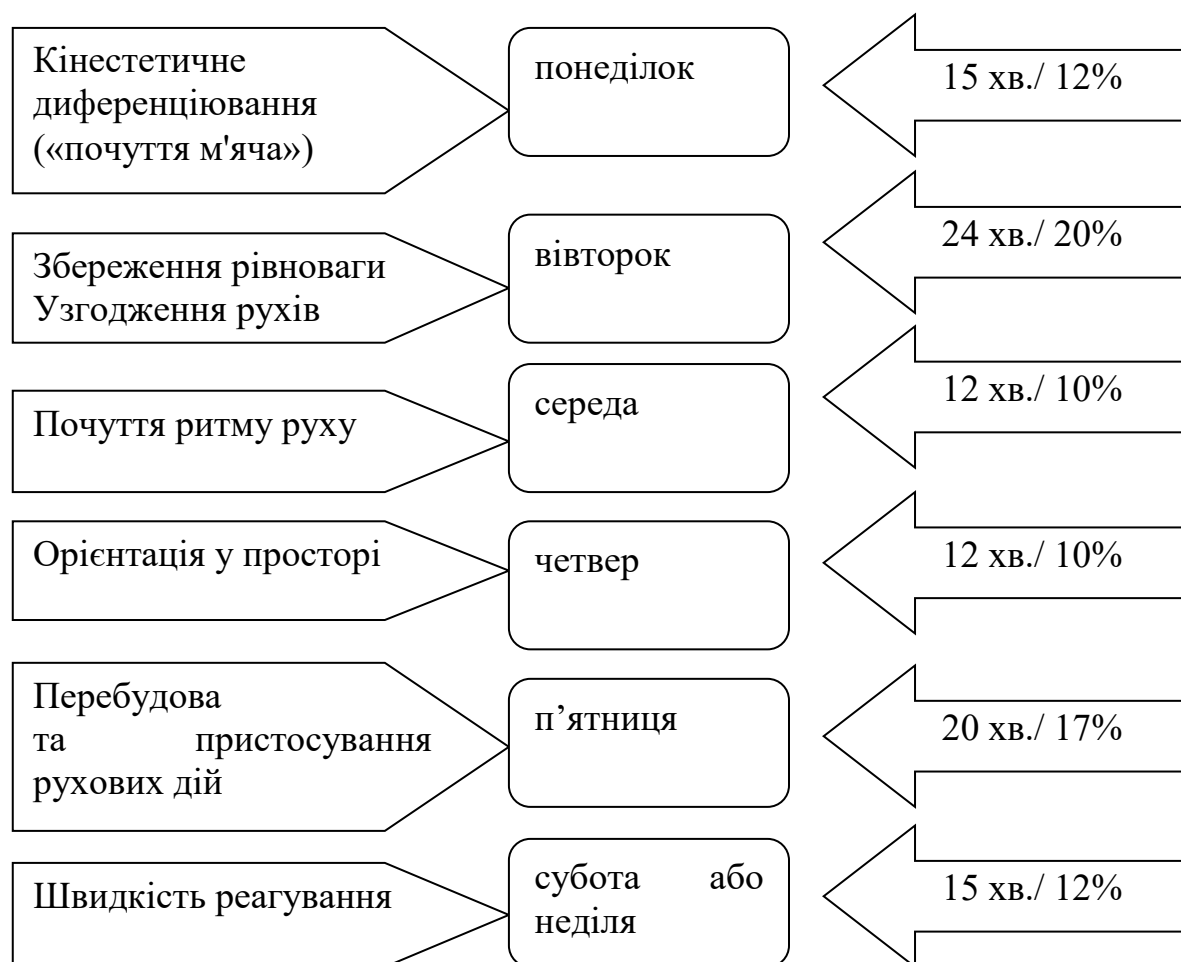 Кінестетичне
диференціювання
(«почуття м'яча»)
понеділок
15 хв./ 12%
Збереження рівноваги
Узгодження рухів
вівторок
24 хв./ 20%
Почуття ритму руху
середа
12 хв./ 10%
Орієнтація у просторі
четвер
12 хв./ 10%
Перебудова
та пристосування
рухових дій
п’ятниця
20 хв./ 17%
Швидкість реагування
субота або
неділя
15 хв./ 12%